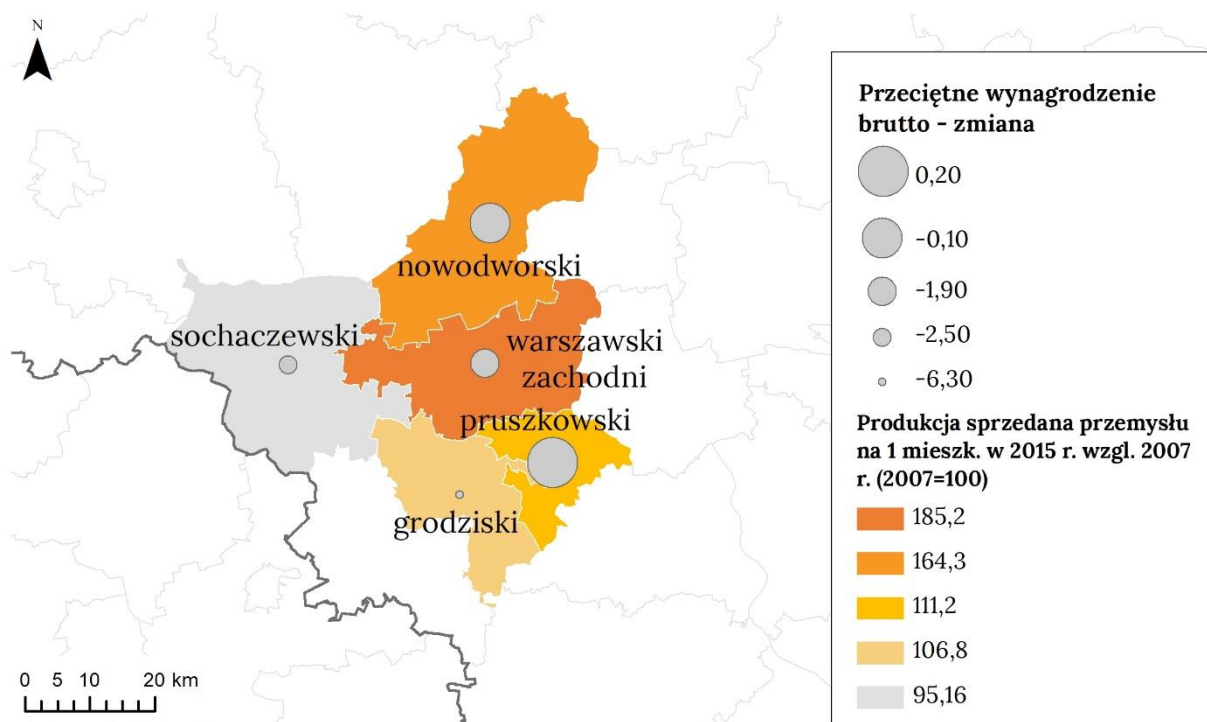 N
nowodworski
sochaczewski
warszawski
zachodni
pruszkowski
grodziski
0 5 10 20 km
Przeciętne wynagrodzenie
brutto - zmiana
0,20
-0,10
-1,90
-2,50
-6,30
Produkcja sprzedana przemysłu
na 1 mieszk. w 2015 r. wzgl. 2007
r. (2007=100)
185,2
164,3
111,2
106,8
95,16